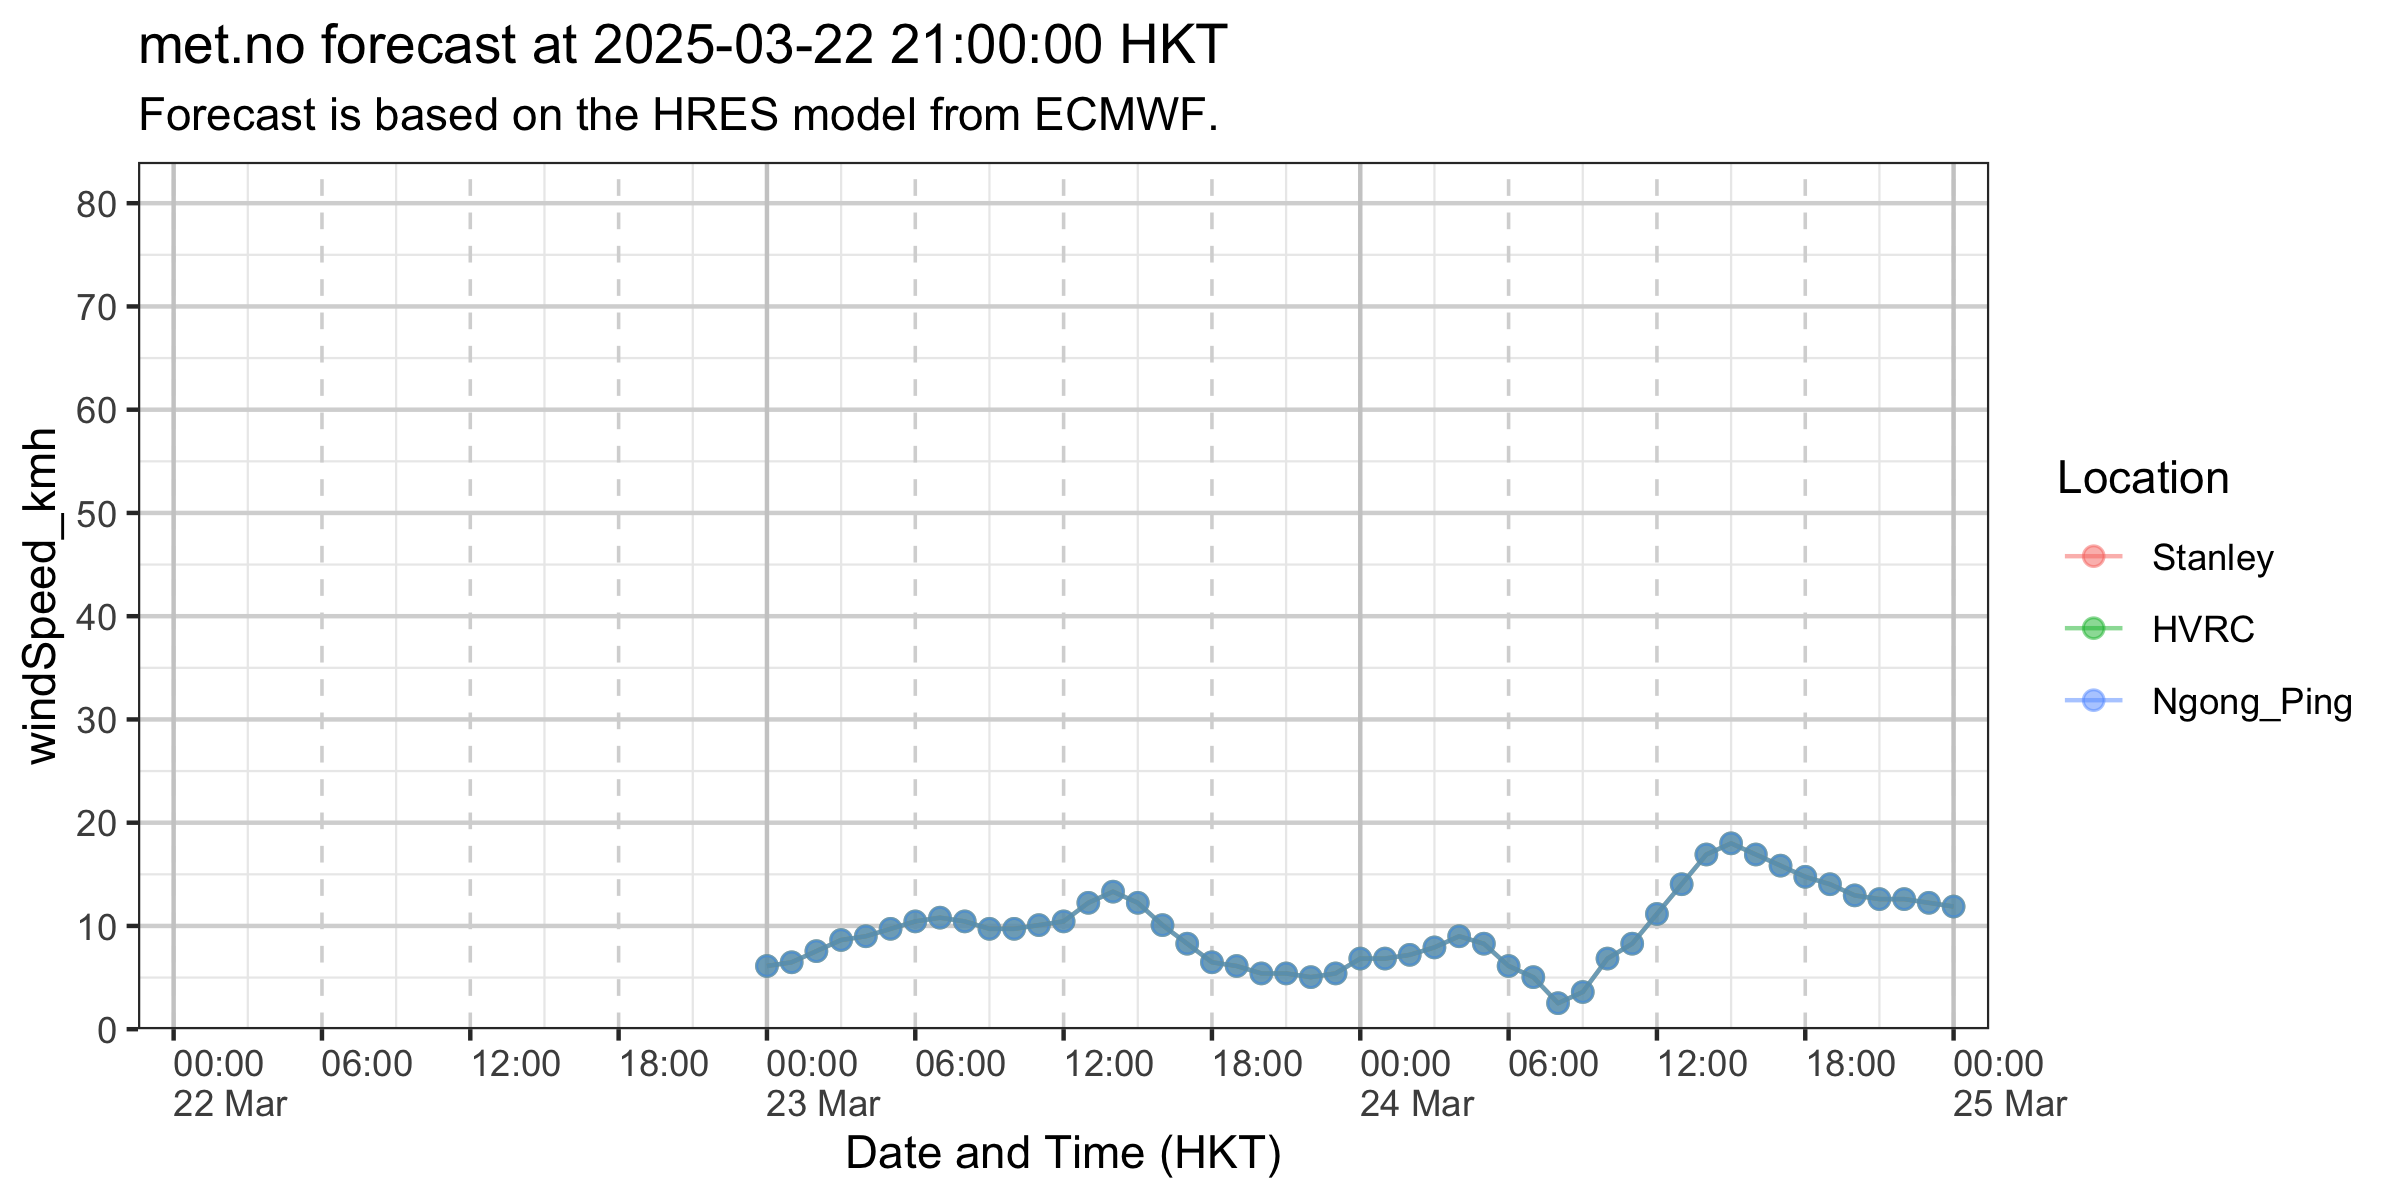 met.no forecast at 2025-03-22 21:00:00 HKT
Forecast is based on the HRES model from ECMWF.
windSpeed_kmh
80
70
60
50
40
30
20
10
0
00:00 06:00 12:00 18:00 00:00 06:00 12:00 18:00 00:00 06:00 12:00 18:00 00:00
22 Mar 23 Mar 24 Mar 25 Mar
Date and Time (HKT)
Location
Stanley
HVRC
Ngong_Ping